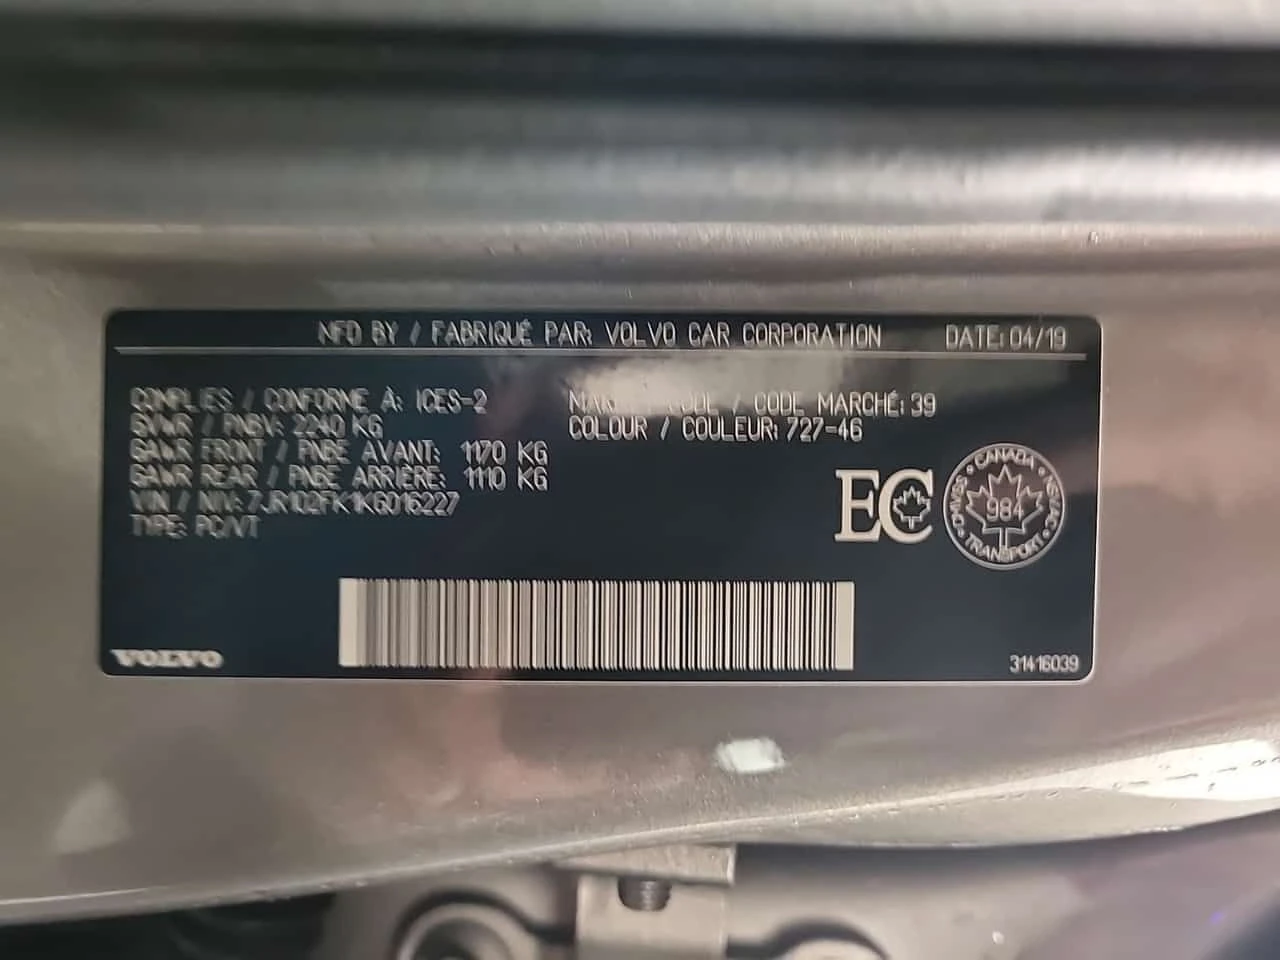 MFD BY / FABRIQUÉ PAR: VOLVO CAR CORPORATION DATE: 04/19
COMPLIES / CONFORME À: ICES-2
GVWR / PNBV: 2240 KG
GAWR FRONT / PNBE AVANT: 1170 KG
GAWR REAR / PNBE ARRIÈRE: 1110 KG
VIN / NIV: 7JR102FK1KG016227
TYPE: PC/VT
CODE / CODE MARCHÉ: 39
COLOUR / COULEUR: 727-46
EC
CANADA
984
TRANSPORT
VOLVO
31416039